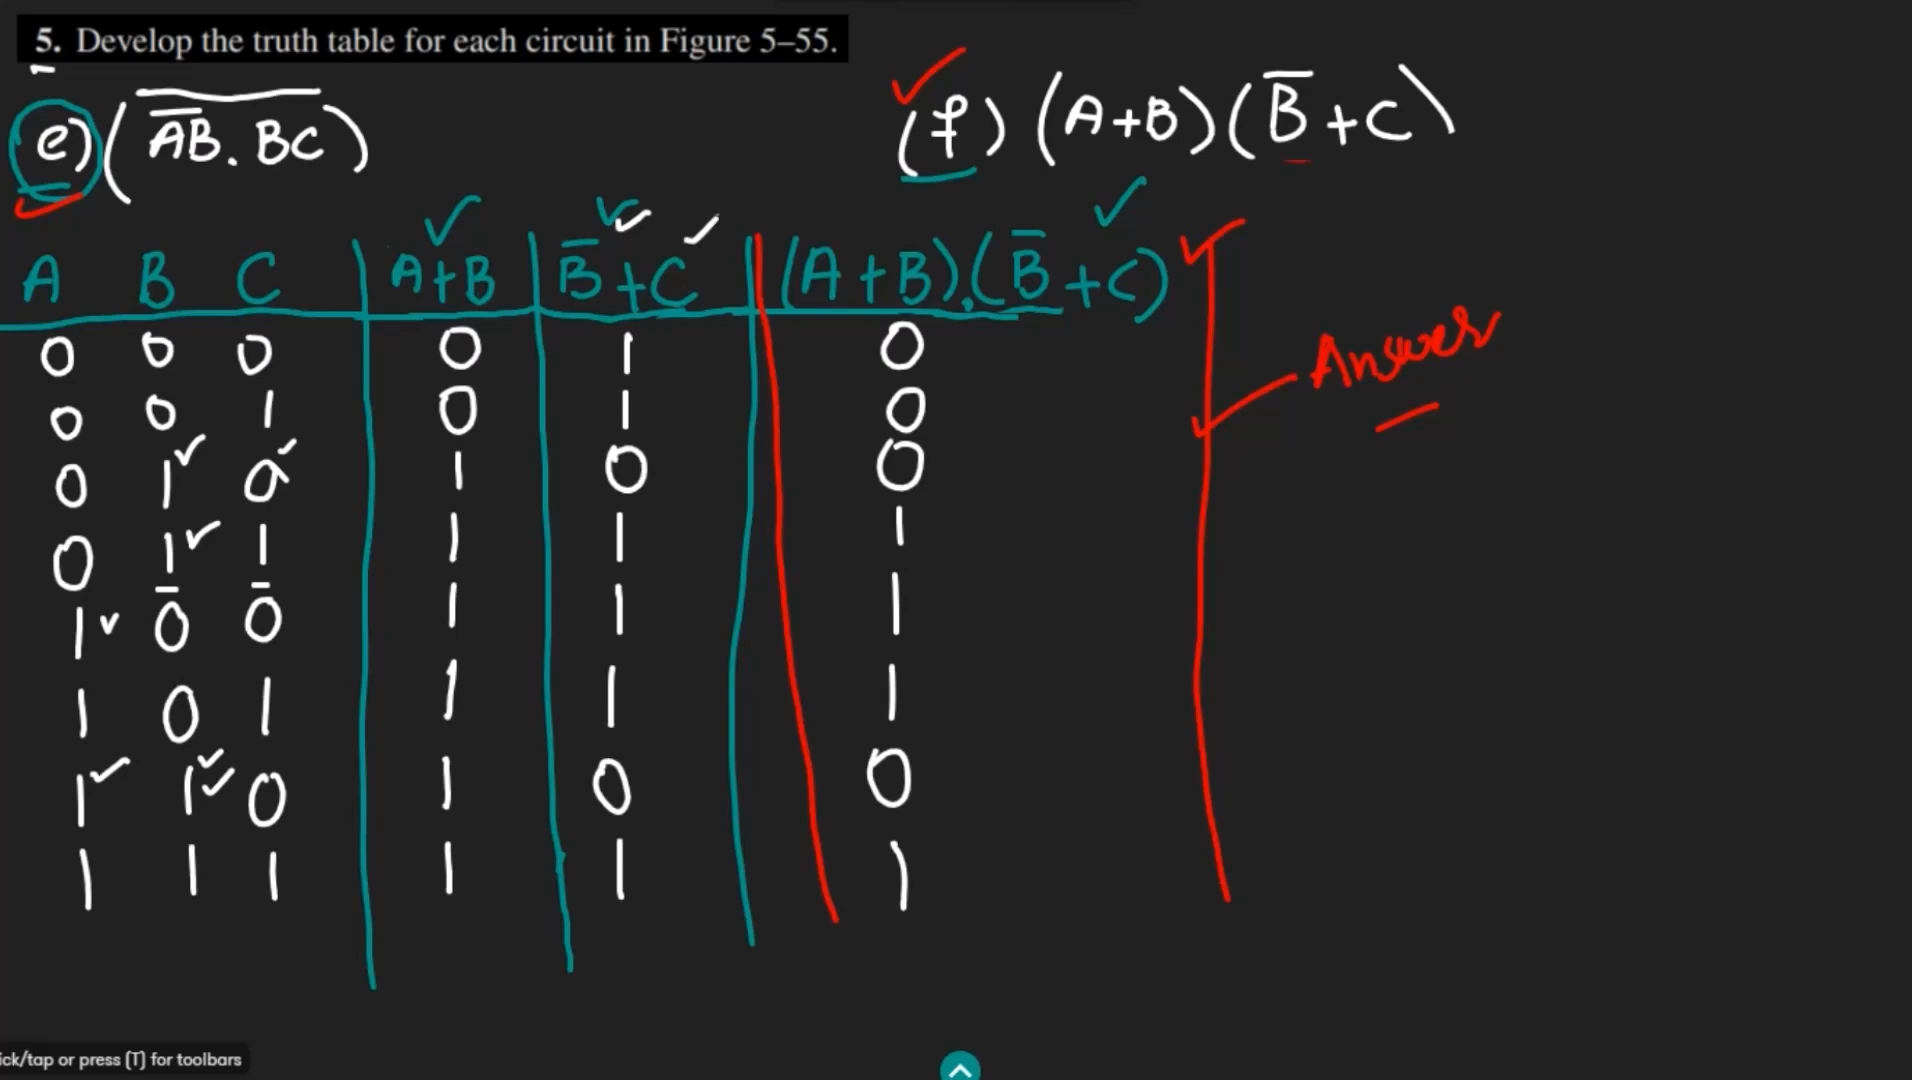 5. Develop the truth table for each circuit in Figure 5–55.
e) (\overline{\overline{A}B . BC})
(f) (A+B)(B̅+C)
A B C A+B B̅+C (A+B).(B̅+C)
0 0 0 0 1 0
0 0 1 0 1 0
0 1 0 1 0 0
0 1 1 1 1 1
1 0 0 1 1 1
1 0 1 1 1 1
1 1 0 1 0 0
1 1 1 1 1 1
Answer
ick/tap or press (T) for toolbars